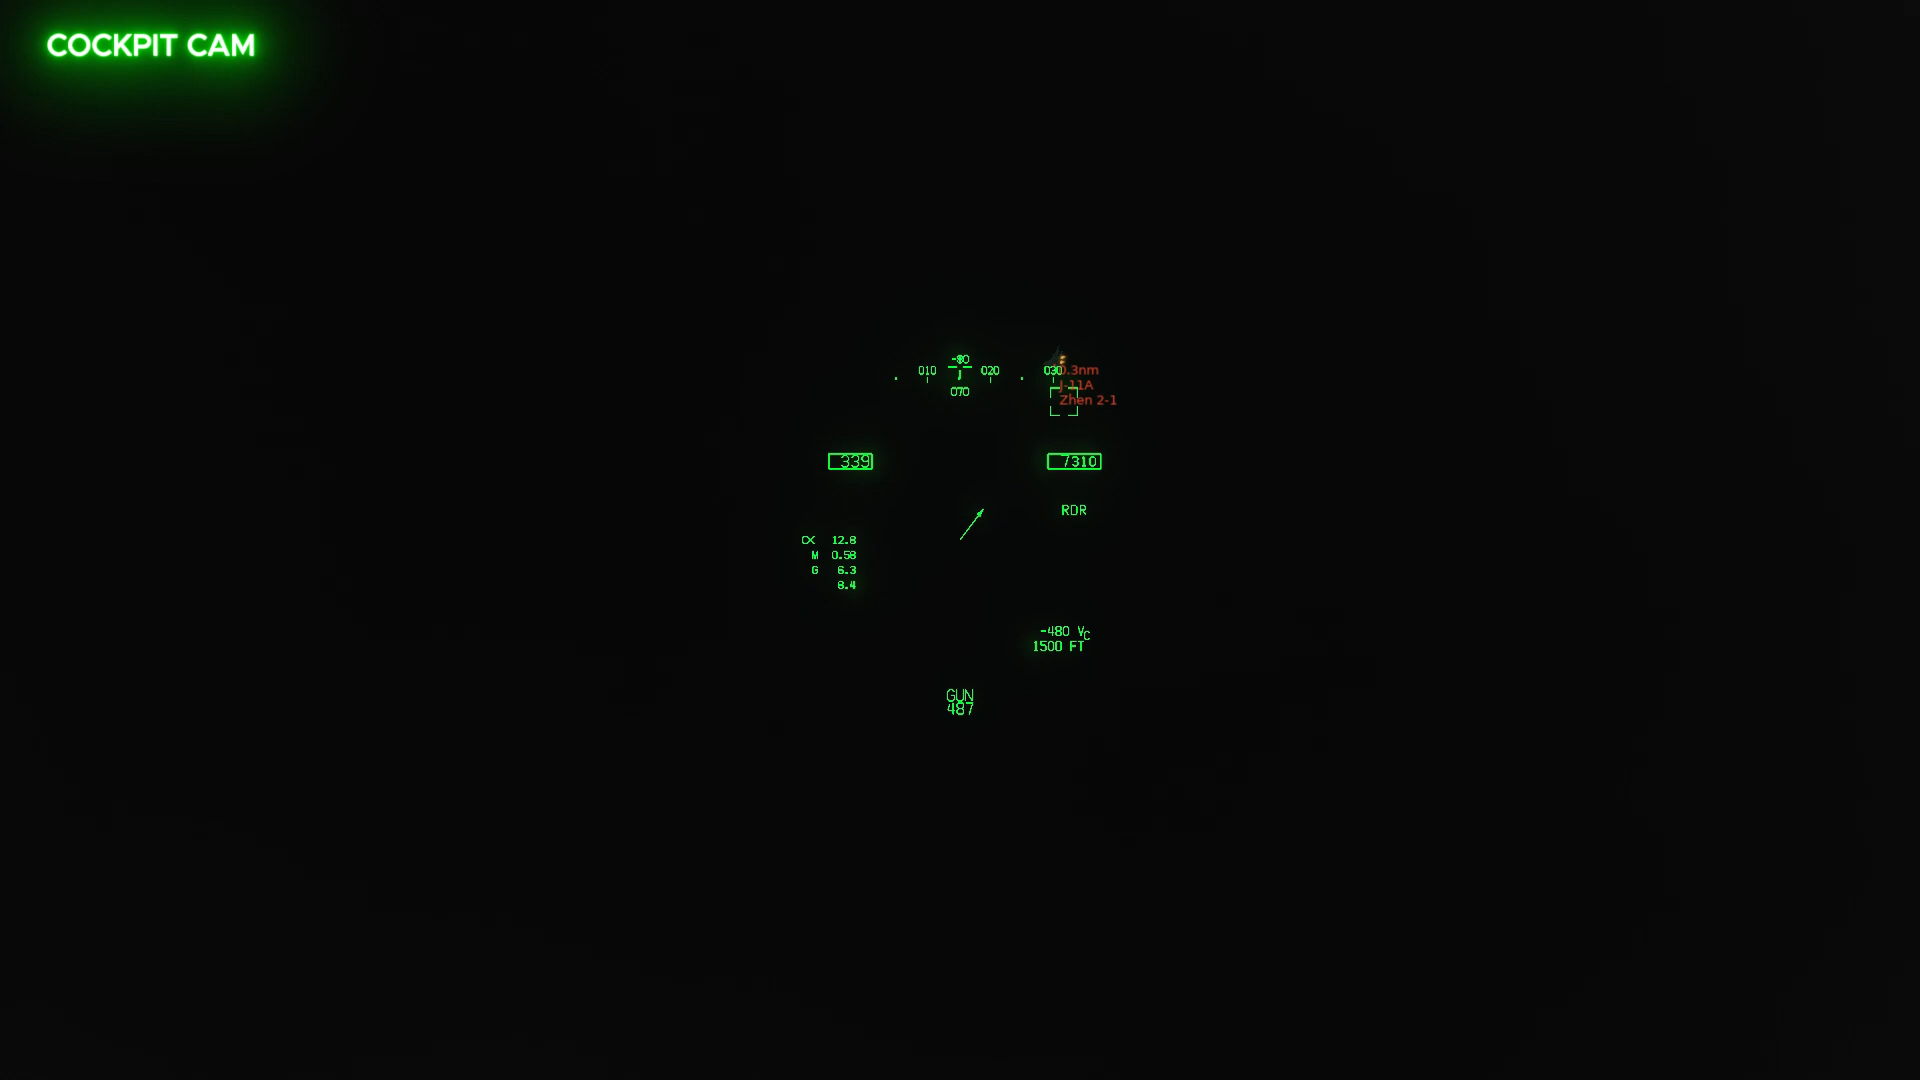 COCKPIT CAM
010 020 030
070
0.3nm
J-11A
Zhen 2-1
339
7310
RDR
α 12.8
M 0.58
G 6.3
8.4
-480 Vc
1500 FT
GUN
487